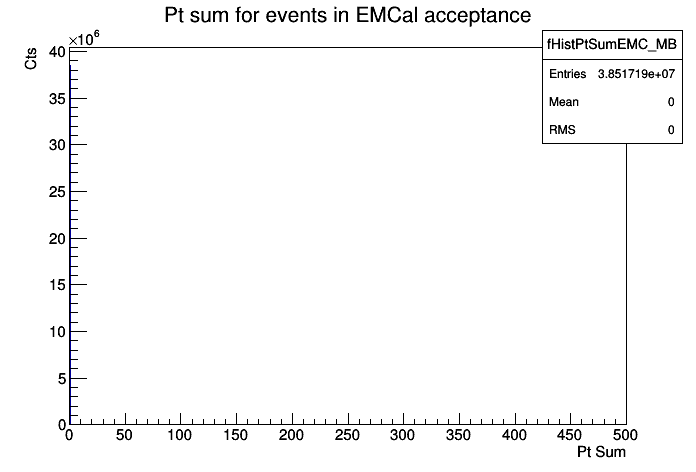 Pt sum for events in EMCal acceptance
×10⁶
Cts
fHistPtSumEMC_MB
Entries 3.851719e+07
Mean 0
RMS 0
40
35
30
25
20
15
10
5
0
0 50 100 150 200 250 300 350 400 450 500
Pt Sum